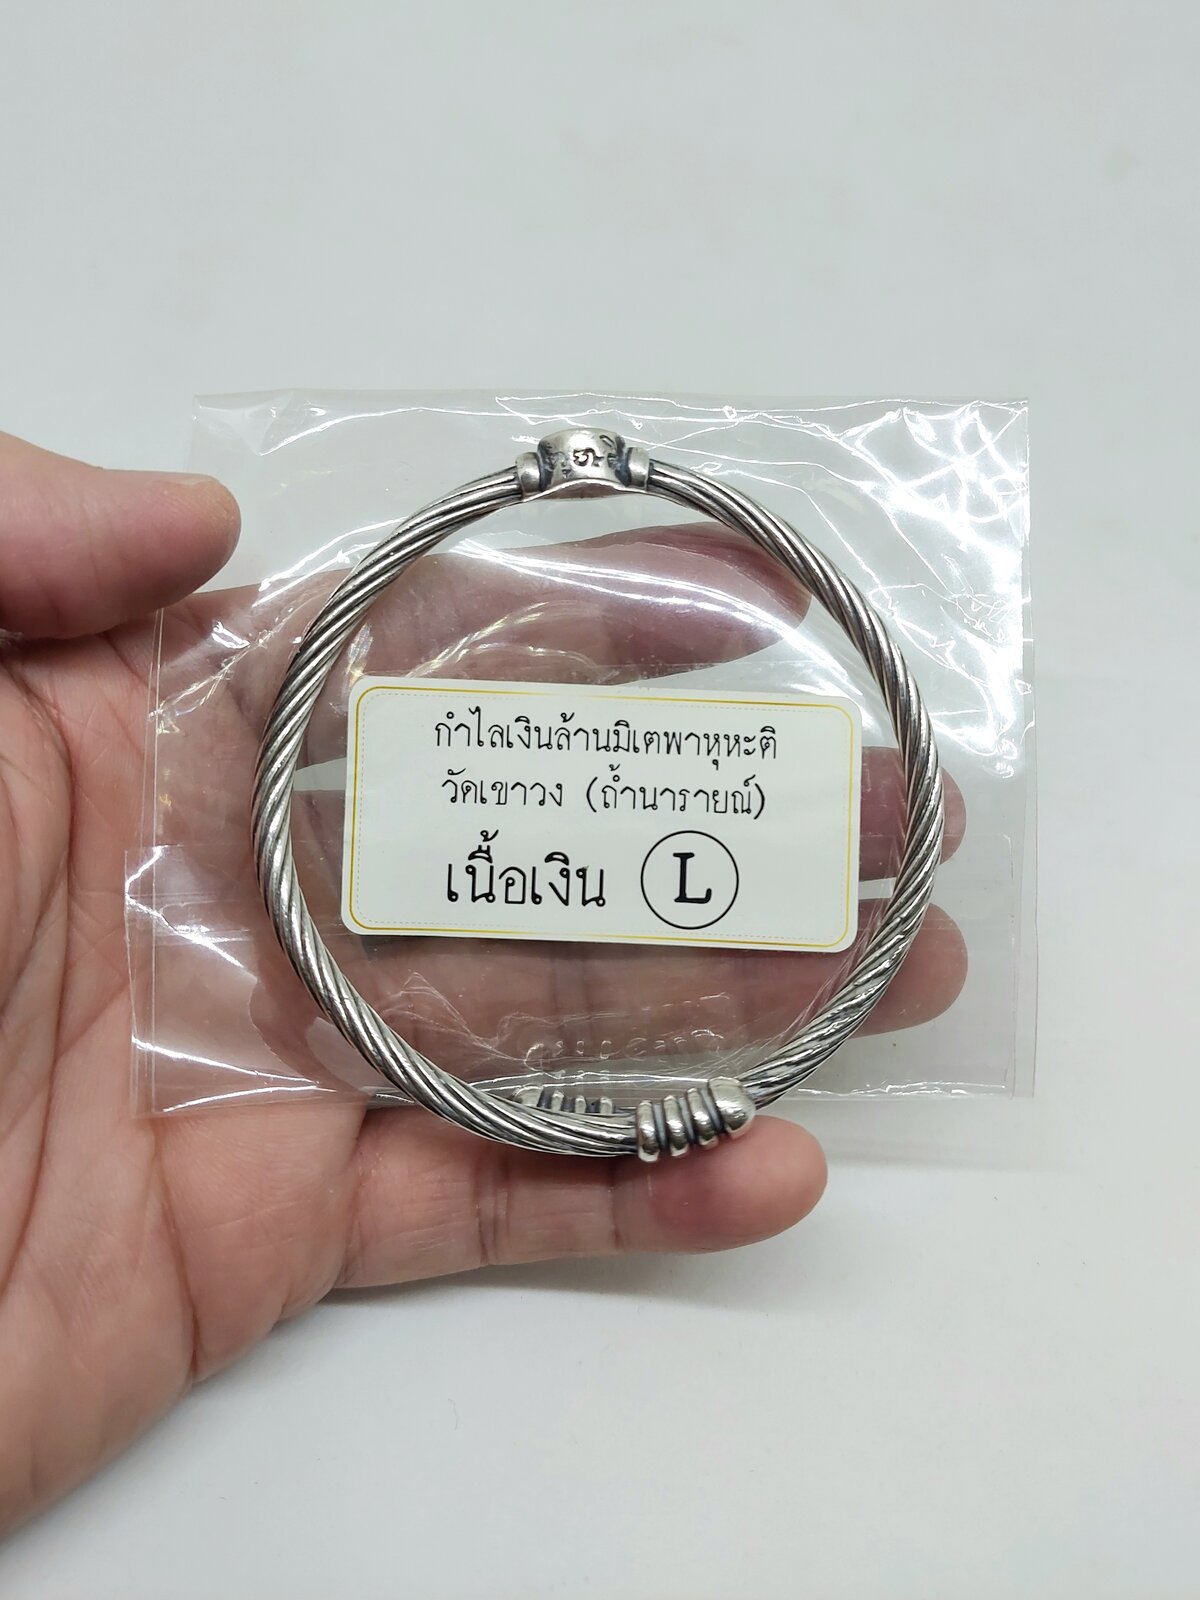 กำไลเงินล้านมิเตพาหุหะติ
วัดเขาวง (ถ้ำนารายณ์)
เนื้อเงิน L